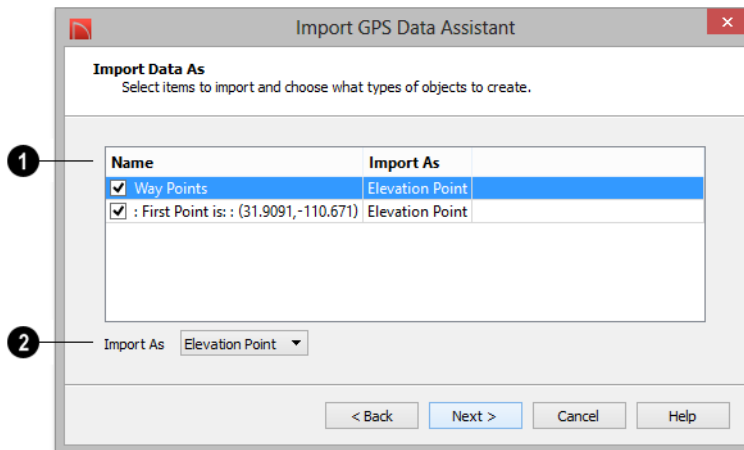 Import GPS Data Assistant
Import Data As
Select items to import and choose what types of objects to create.
1
Name Import As
Way Points Elevation Point
: First Point is: : (31.9091,-110.671) Elevation Point
2
Import As Elevation Point
< Back Next > Cancel Help